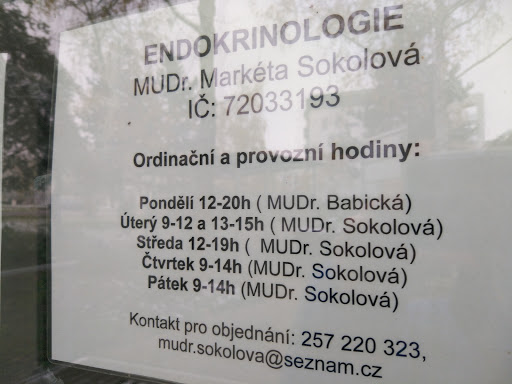 ENDOKRINOLOGIE
MUDr. Markéta Sokolová
IČ: 72033193
Ordinační a provozní hodiny:
Pondělí 12-20h ( MUDr. Babická)
Úterý 9-12 a 13-15h ( MUDr. Sokolová)
Středa 12-19h ( MUDr. Sokolová)
Čtvrtek 9-14h (MUDr. Sokolová)
Pátek 9-14h (MUDr. Sokolová)
Kontakt pro objednání: 257 220 323,
mudr.sokolova@seznam.cz